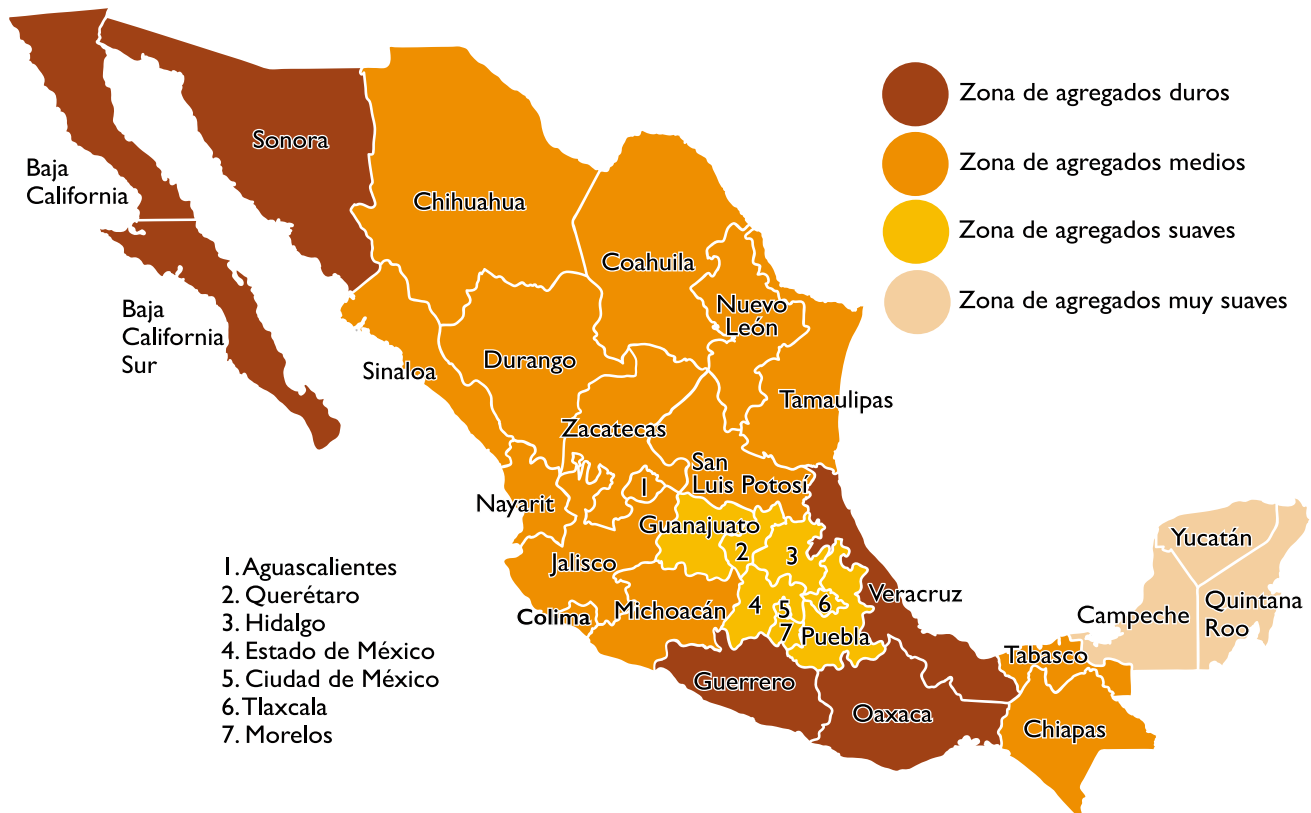 Zona de agregados duros
Zona de agregados medios
Zona de agregados suaves
Zona de agregados muy suaves
Baja
California
Sonora
Chihuahua
Coahuila
Nuevo
León
Baja
California
Sur
Sinaloa
Durango
Tamaulipas
Zacatecas
San
Luis Potosí
Nayarit
1
Guanajuato
2
3
Jalisco
Colima
Michoacán
4
5
6
7
Puebla
Veracruz
Yucatán
Campeche
Quintana
Roo
Tabasco
Guerrero
Oaxaca
Chiapas
1. Aguascalientes
2. Querétaro
3. Hidalgo
4. Estado de México
5. Ciudad de México
6. Tlaxcala
7. Morelos